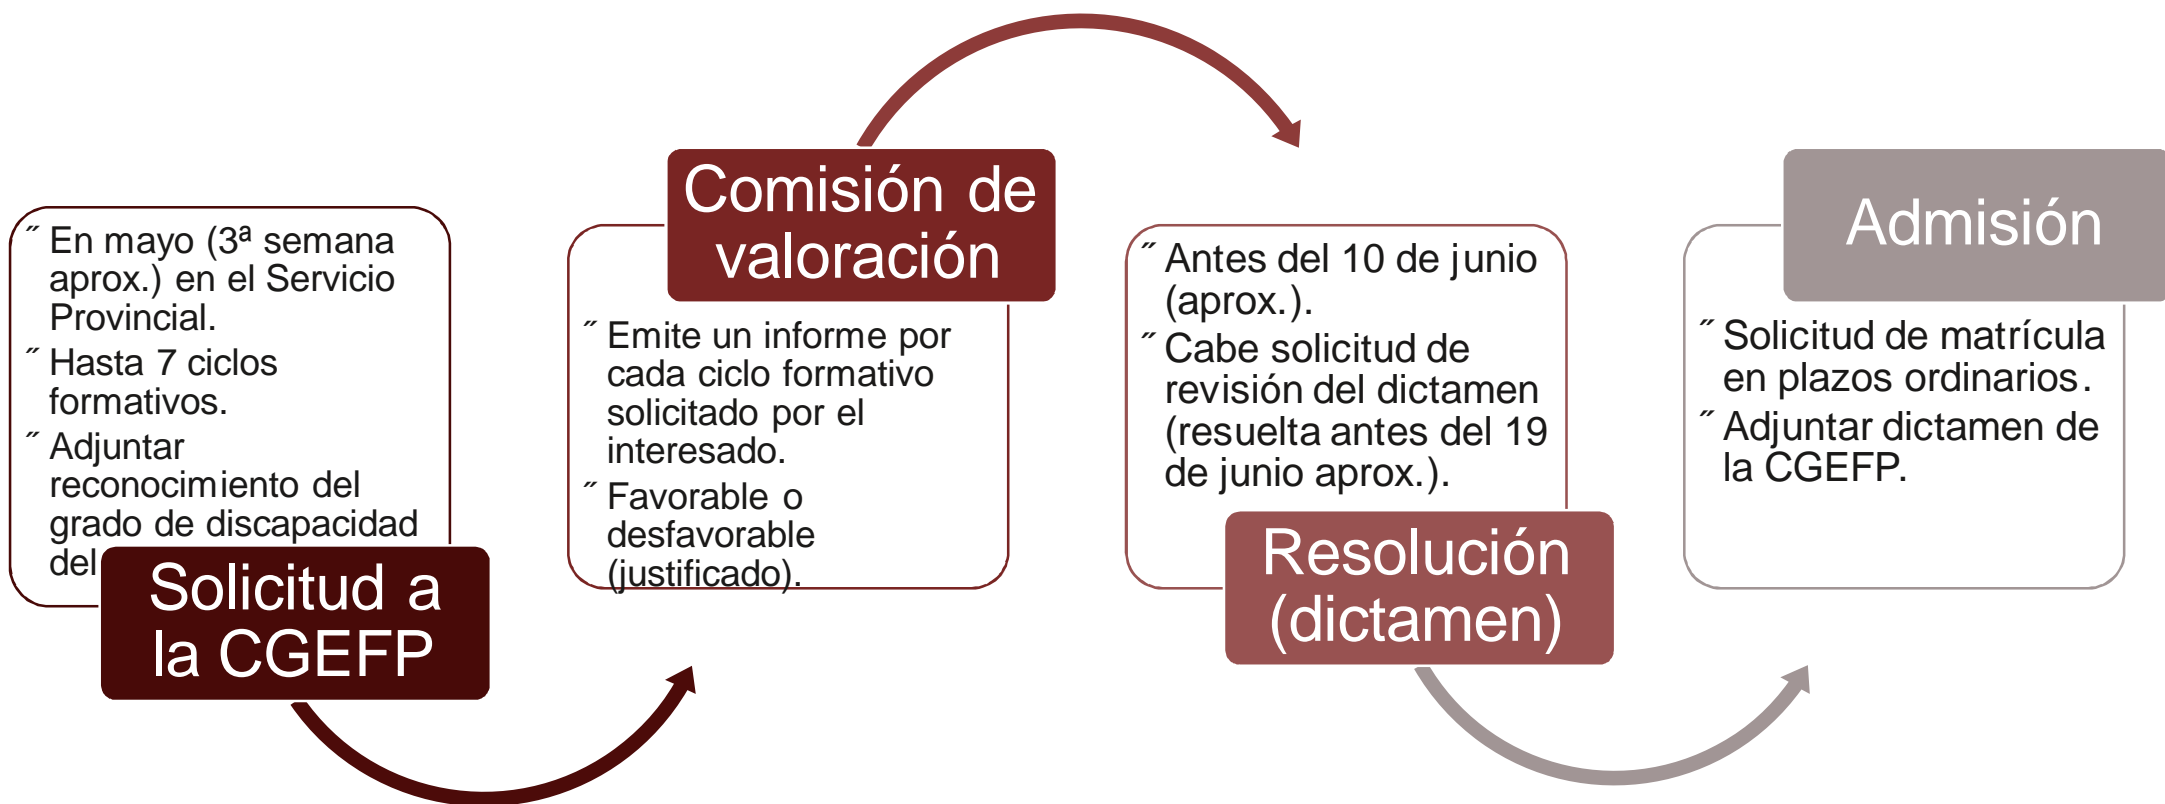 ˝ En mayo (3ª semana
aprox.) en el Servicio
Provincial.
˝ Hasta 7 ciclos
formativos.
˝ Adjuntar
reconocimiento del
grado de discapacidad
del
Solicitud a
la CGEFP
Comisión de
valoración
˝ Emite un informe por
cada ciclo formativo
solicitado por el
interesado.
˝ Favorable o
desfavorable
(justificado).
˝ Antes del 10 de junio
(aprox.).
˝ Cabe solicitud de
revisión del dictamen
(resuelta antes del 19
de junio aprox.).
Resolución
(dictamen)
Admisión
˝ Solicitud de matrícula
en plazos ordinarios.
˝ Adjuntar dictamen de
la CGEFP.